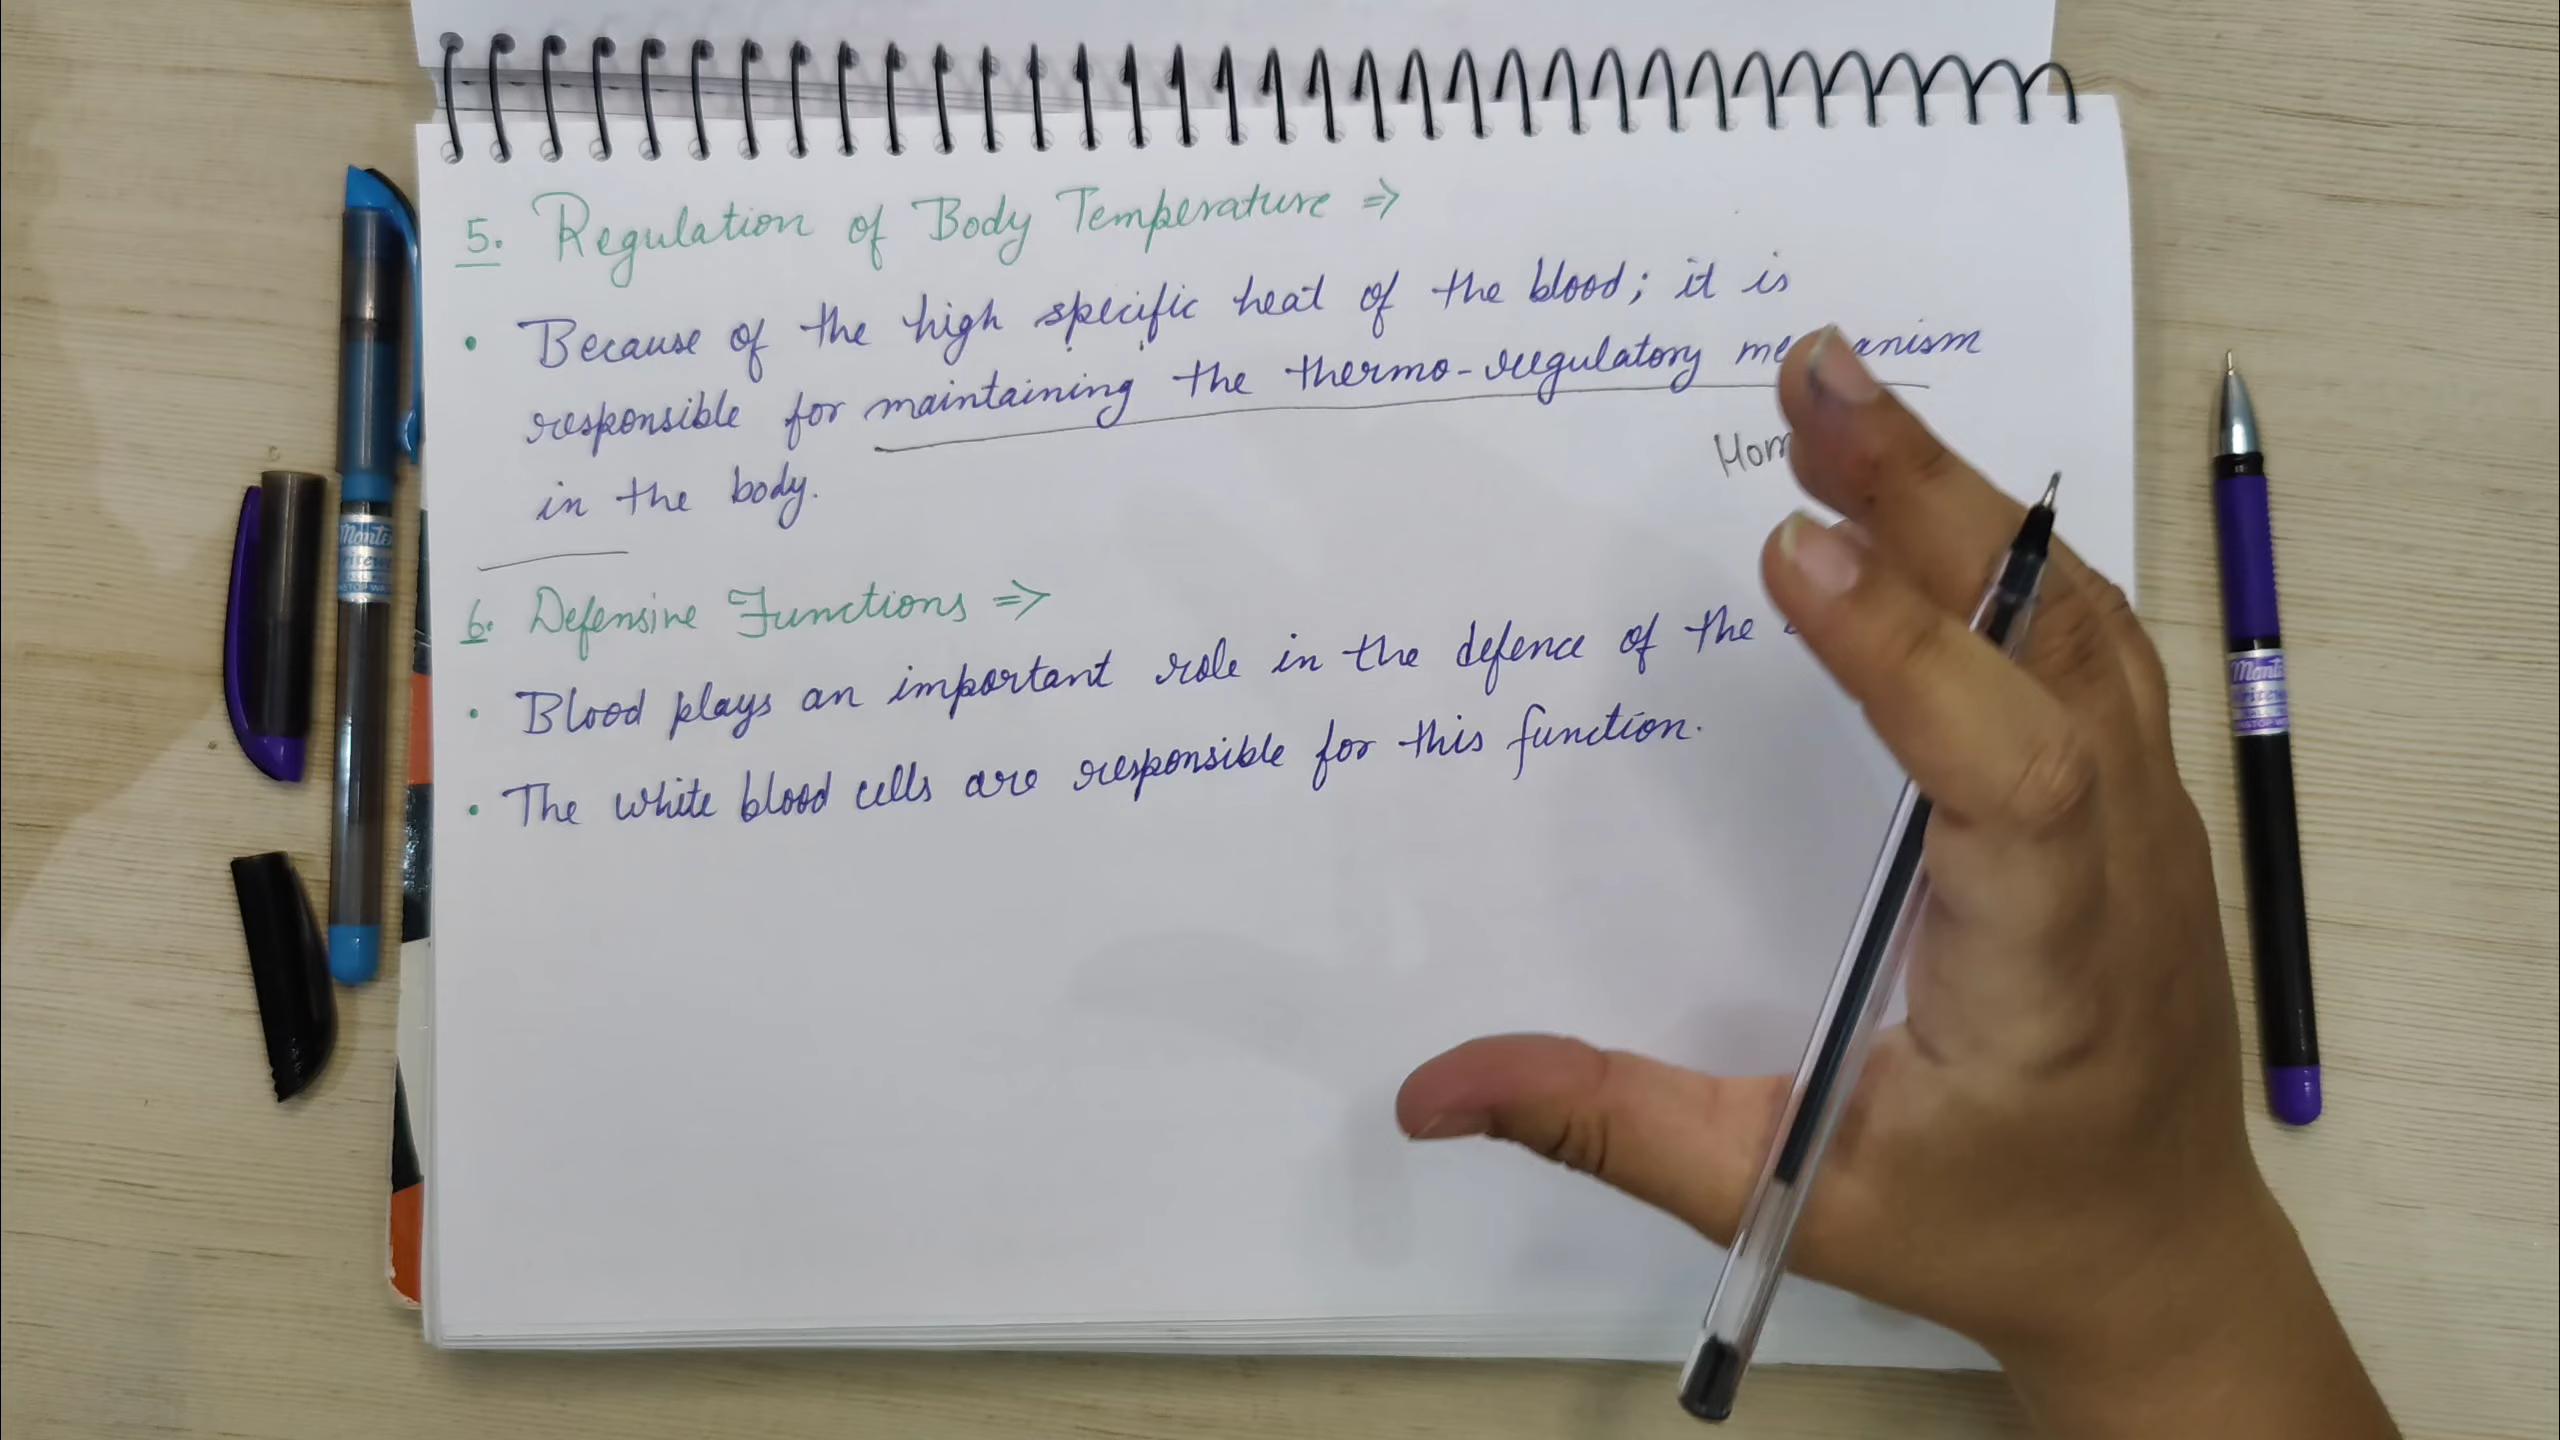 5. Regulation of Body Temperature ⇒
• Because of the high specific heat of the blood; it is
responsible for maintaining the thermo-regulatory
in the body.
6. Defensive Functions ⇒
• Blood plays an important role in the defence of the
• The white blood cells are responsible for this function.
Montex
Montex